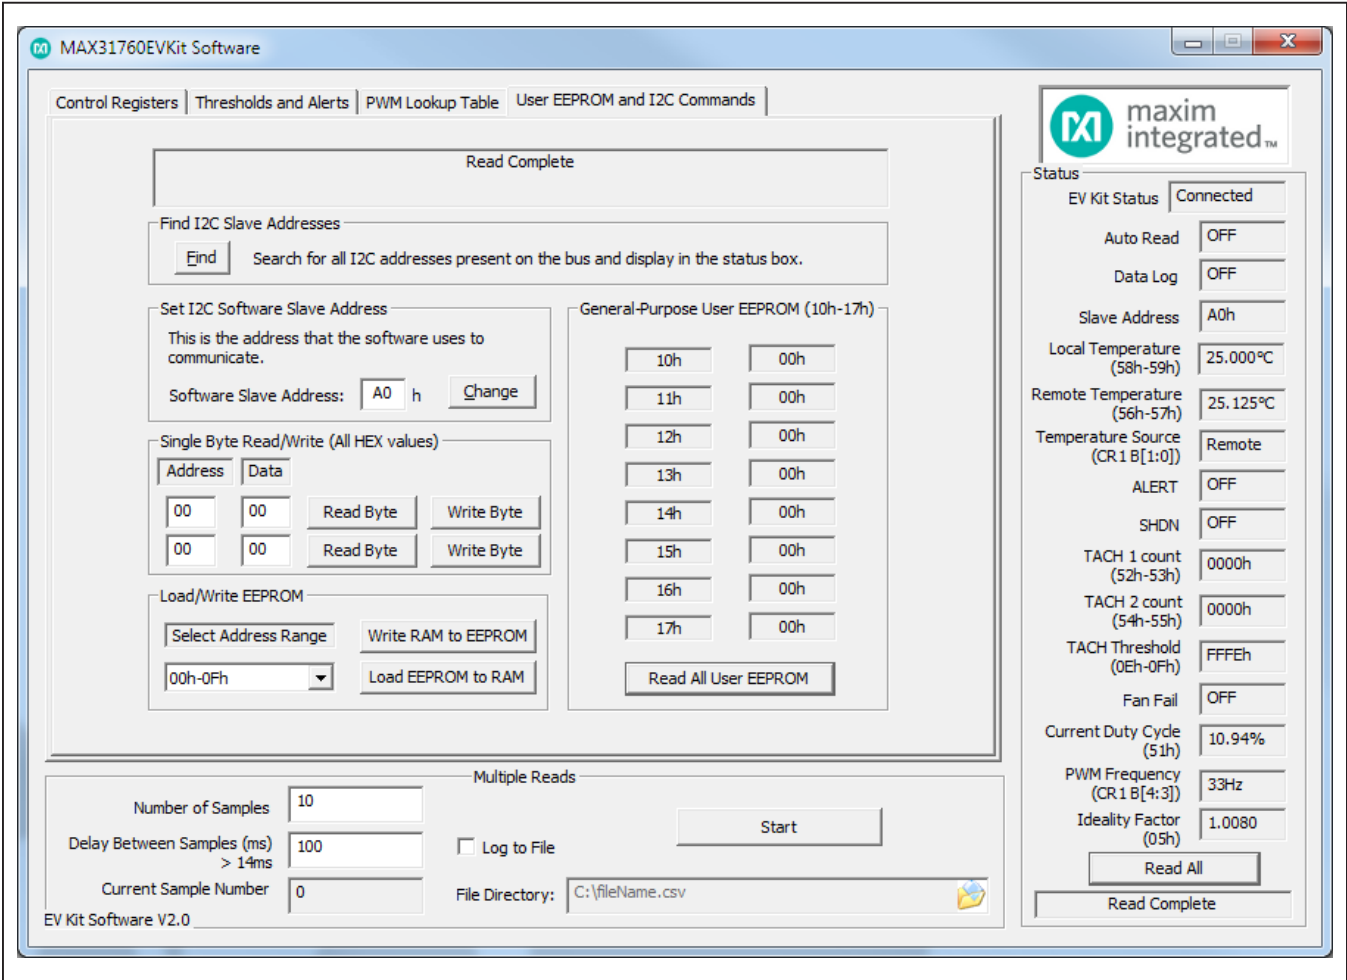 MAX31760EVKit Software
Control Registers
Thresholds and Alerts
PWM Lookup Table
User EEPROM and I2C Commands
Read Complete
Find I2C Slave Addresses
Find
Search for all I2C addresses present on the bus and display in the status box.
Set I2C Software Slave Address
This is the address that the software uses to
communicate.
Software Slave Address:
A0
h
Change
Single Byte Read/Write (All HEX values)
Address
Data
00
00
Read Byte
Write Byte
00
00
Read Byte
Write Byte
Load/Write EEPROM
Select Address Range
Write RAM to EEPROM
00h-0Fh
Load EEPROM to RAM
General-Purpose User EEPROM (10h-17h)
10h
00h
11h
00h
12h
00h
13h
00h
14h
00h
15h
00h
16h
00h
17h
00h
Read All User EEPROM
Multiple Reads
Number of Samples
10
Delay Between Samples (ms)
> 14ms
100
Current Sample Number
0
Log to File
Start
File Directory:
C:\fileName.csv
EV Kit Software V2.0
maxim
integrated™
Status
EV Kit Status
Connected
Auto Read
OFF
Data Log
OFF
Slave Address
A0h
Local Temperature
(58h-59h)
25.000°C
Remote Temperature
(56h-57h)
25.125°C
Temperature Source
(CR1 B[1:0])
Remote
ALERT
OFF
SHDN
OFF
TACH 1 count
(52h-53h)
0000h
TACH 2 count
(54h-55h)
0000h
TACH Threshold
(0Eh-0Fh)
FFFEh
Fan Fail
OFF
Current Duty Cycle
(51h)
10.94%
PWM Frequency
(CR1 B[4:3])
33Hz
Ideality Factor
(05h)
1.0080
Read All
Read Complete